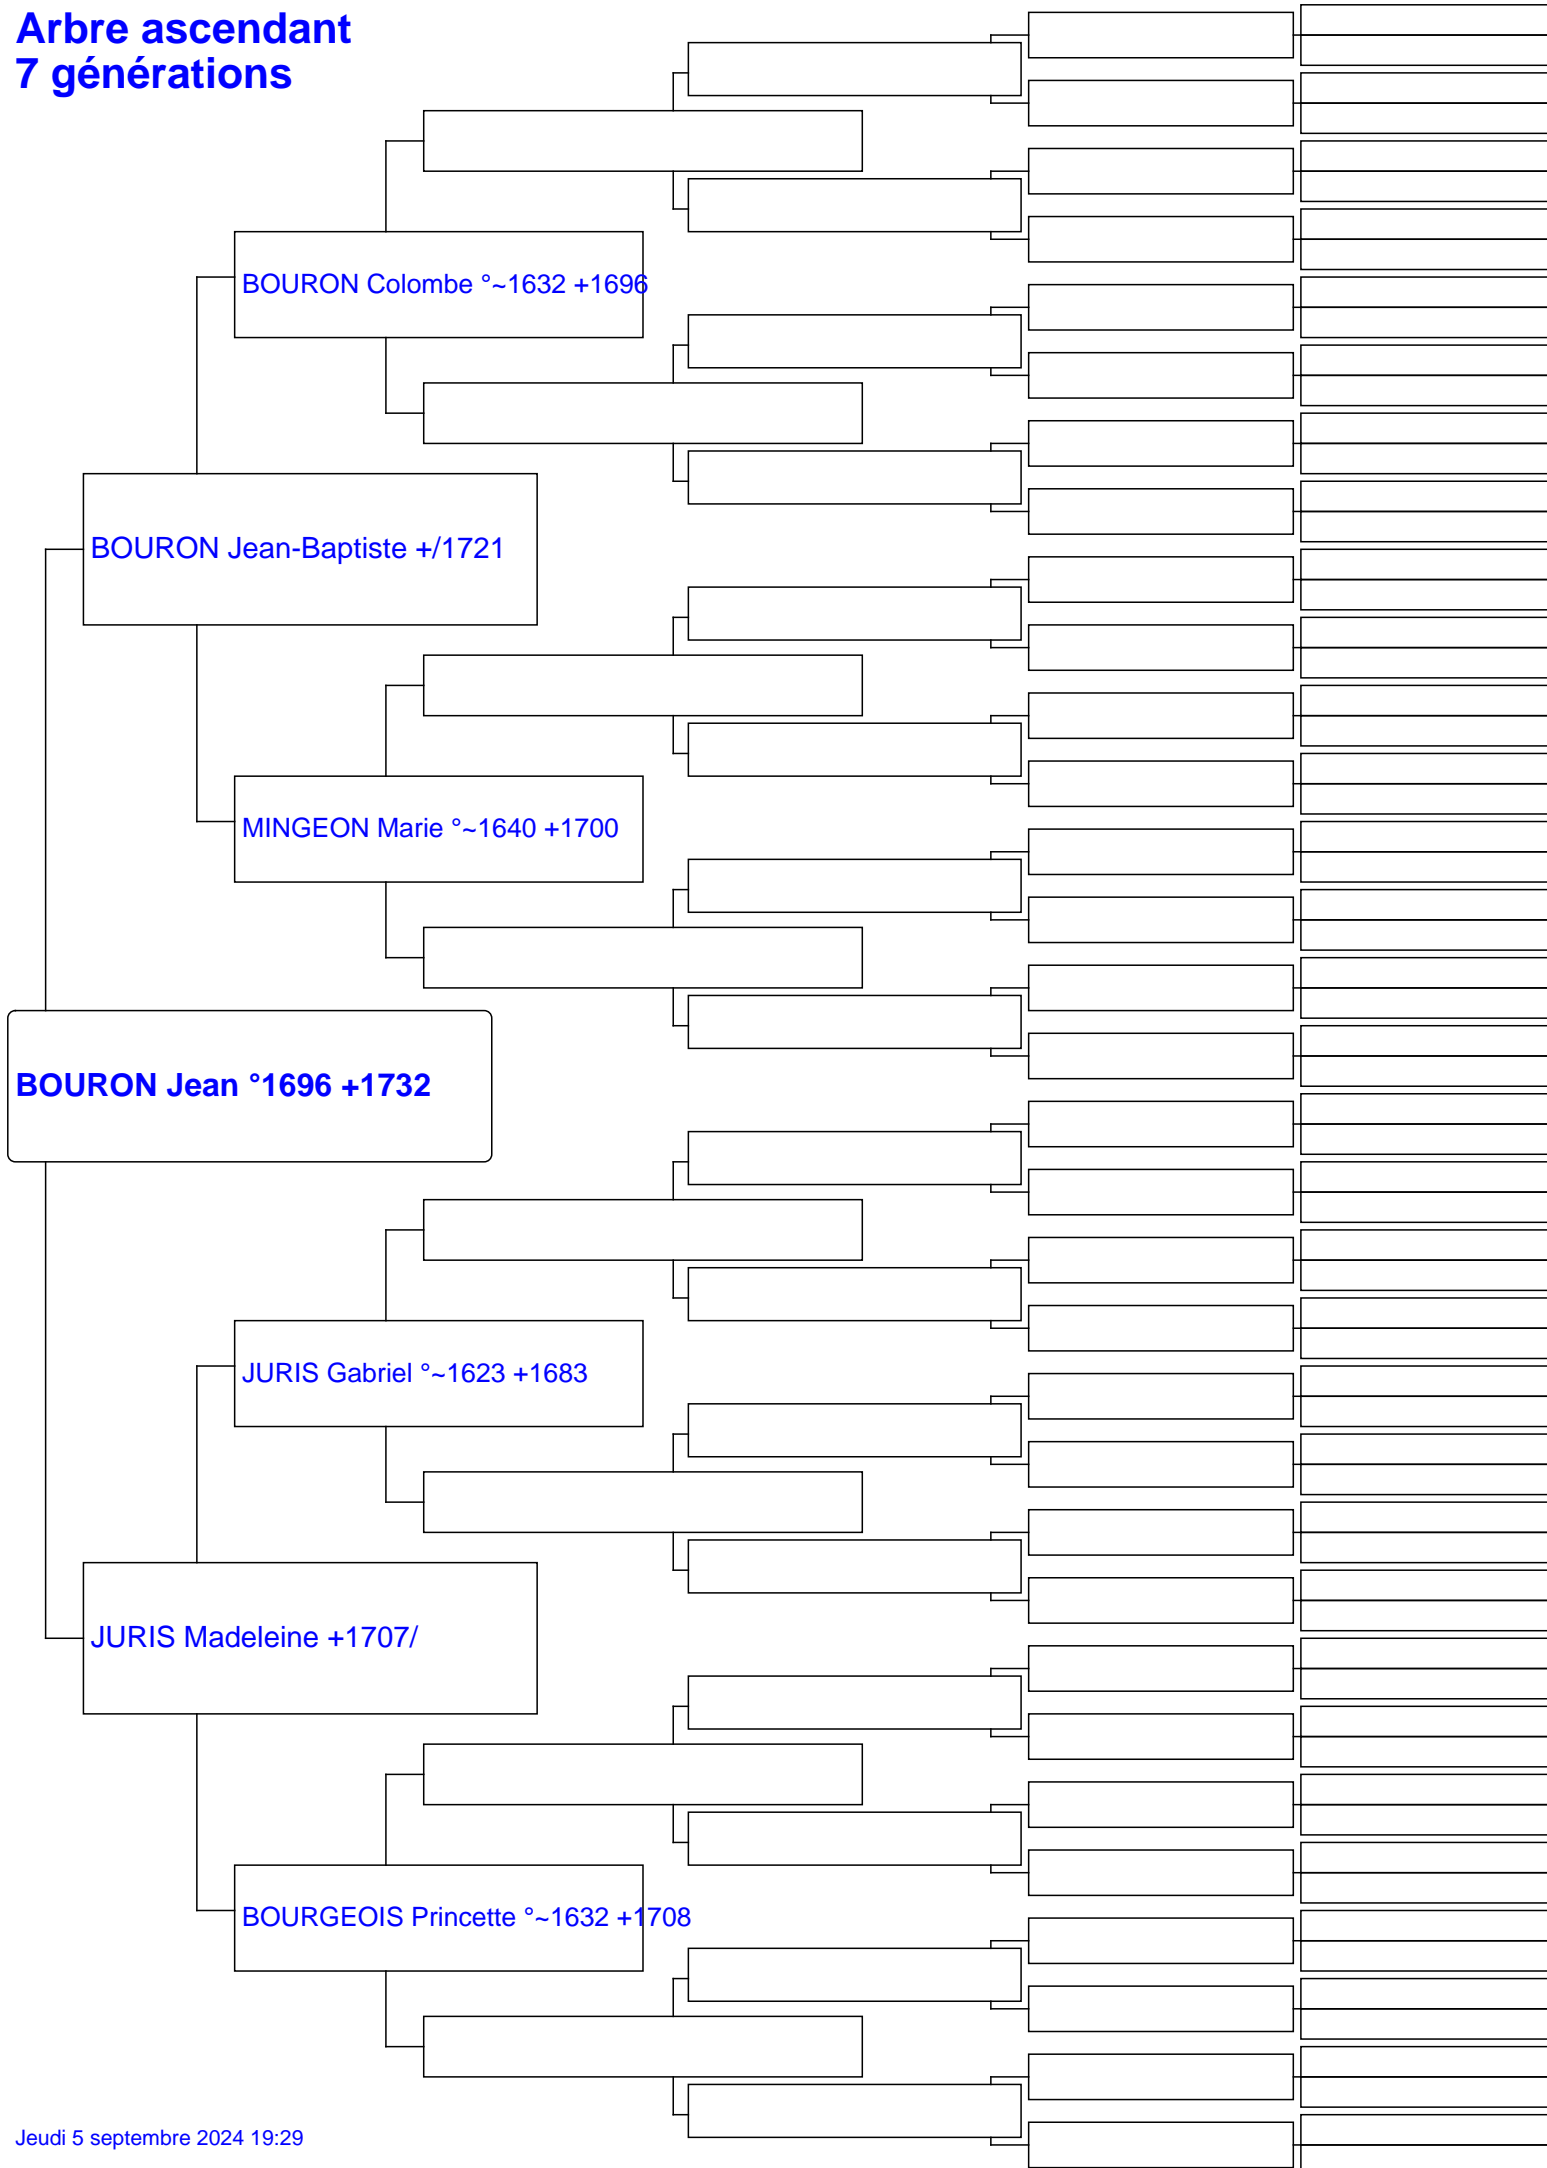 Arbre ascendant
7 générations
BOURON Colombe °~1632 +1696
BOURON Jean-Baptiste +/1721
MINGEON Marie °~1640 +1700
BOURON Jean °1696 +1732
JURIS Gabriel °~1623 +1683
JURIS Madeleine +1707/
BOURGEOIS Princette °~1632 +1708
Jeudi 5 septembre 2024 19:29